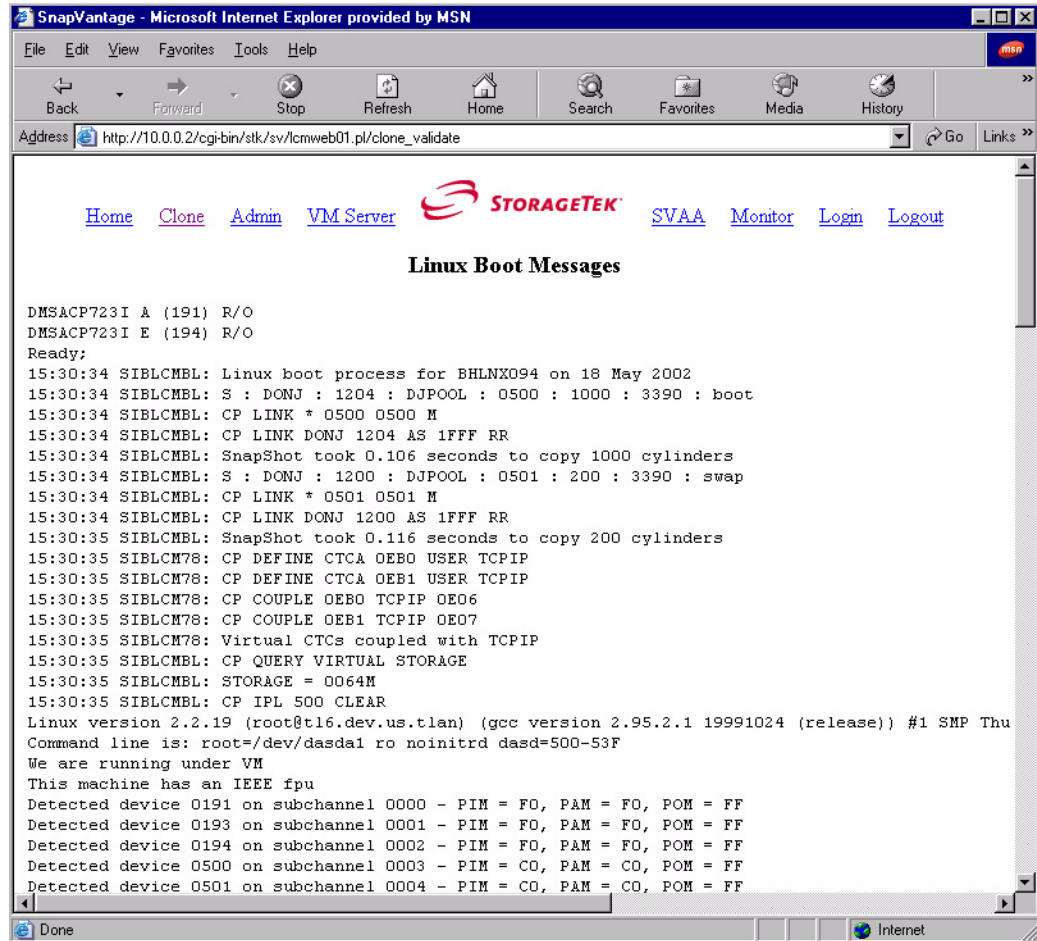 SnapVantage - Microsoft Internet Explorer provided by MSN
File Edit View Favorites Tools Help
msn
Back Forward Stop Refresh Home Search Favorites Media History »
Address http://10.0.0.2/cgi-bin/stk/sv/lcmweb01.pl/clone_validate Go Links »
Home Clone Admin VM Server STORAGETEK SVAA Monitor Login Logout
Linux Boot Messages
DMSACP723I A (191) R/O
DMSACP723I E (194) R/O
Ready;
15:30:34 SIBLCMBL: Linux boot process for BHLNX094 on 18 May 2002
15:30:34 SIBLCMBL: S : DONJ : 1204 : DJPOOL : 0500 : 1000 : 3390 : boot
15:30:34 SIBLCMBL: CP LINK * 0500 0500 M
15:30:34 SIBLCMBL: CP LINK DONJ 1204 AS 1FFF RR
15:30:34 SIBLCMBL: SnapShot took 0.106 seconds to copy 1000 cylinders
15:30:34 SIBLCMBL: S : DONJ : 1200 : DJPOOL : 0501 : 200 : 3390 : swap
15:30:34 SIBLCMBL: CP LINK * 0501 0501 M
15:30:34 SIBLCMBL: CP LINK DONJ 1200 AS 1FFF RR
15:30:35 SIBLCMBL: SnapShot took 0.116 seconds to copy 200 cylinders
15:30:35 SIBLCM78: CP DEFINE CTCA 0EB0 USER TCPIP
15:30:35 SIBLCM78: CP DEFINE CTCA 0EB1 USER TCPIP
15:30:35 SIBLCM78: CP COUPLE 0EB0 TCPIP 0E06
15:30:35 SIBLCM78: CP COUPLE 0EB1 TCPIP 0E07
15:30:35 SIBLCM78: Virtual CTCs coupled with TCPIP
15:30:35 SIBLCMBL: CP QUERY VIRTUAL STORAGE
15:30:35 SIBLCMBL: STORAGE = 0064M
15:30:35 SIBLCMBL: CP IPL 500 CLEAR
Linux version 2.2.19 (root@tl6.dev.us.tlan) (gcc version 2.95.2.1 19991024 (release)) #1 SMP Thu
Command line is: root=/dev/dasda1 ro noinitrd dasd=500-53F
We are running under VM
This machine has an IEEE fpu
Detected device 0191 on subchannel 0000 - PIM = F0, PAM = F0, POM = FF
Detected device 0193 on subchannel 0001 - PIM = F0, PAM = F0, POM = FF
Detected device 0194 on subchannel 0002 - PIM = F0, PAM = F0, POM = FF
Detected device 0500 on subchannel 0003 - PIM = C0, PAM = C0, POM = FF
Detected device 0501 on subchannel 0004 - PIM = C0, PAM = C0, POM = FF
Done Internet